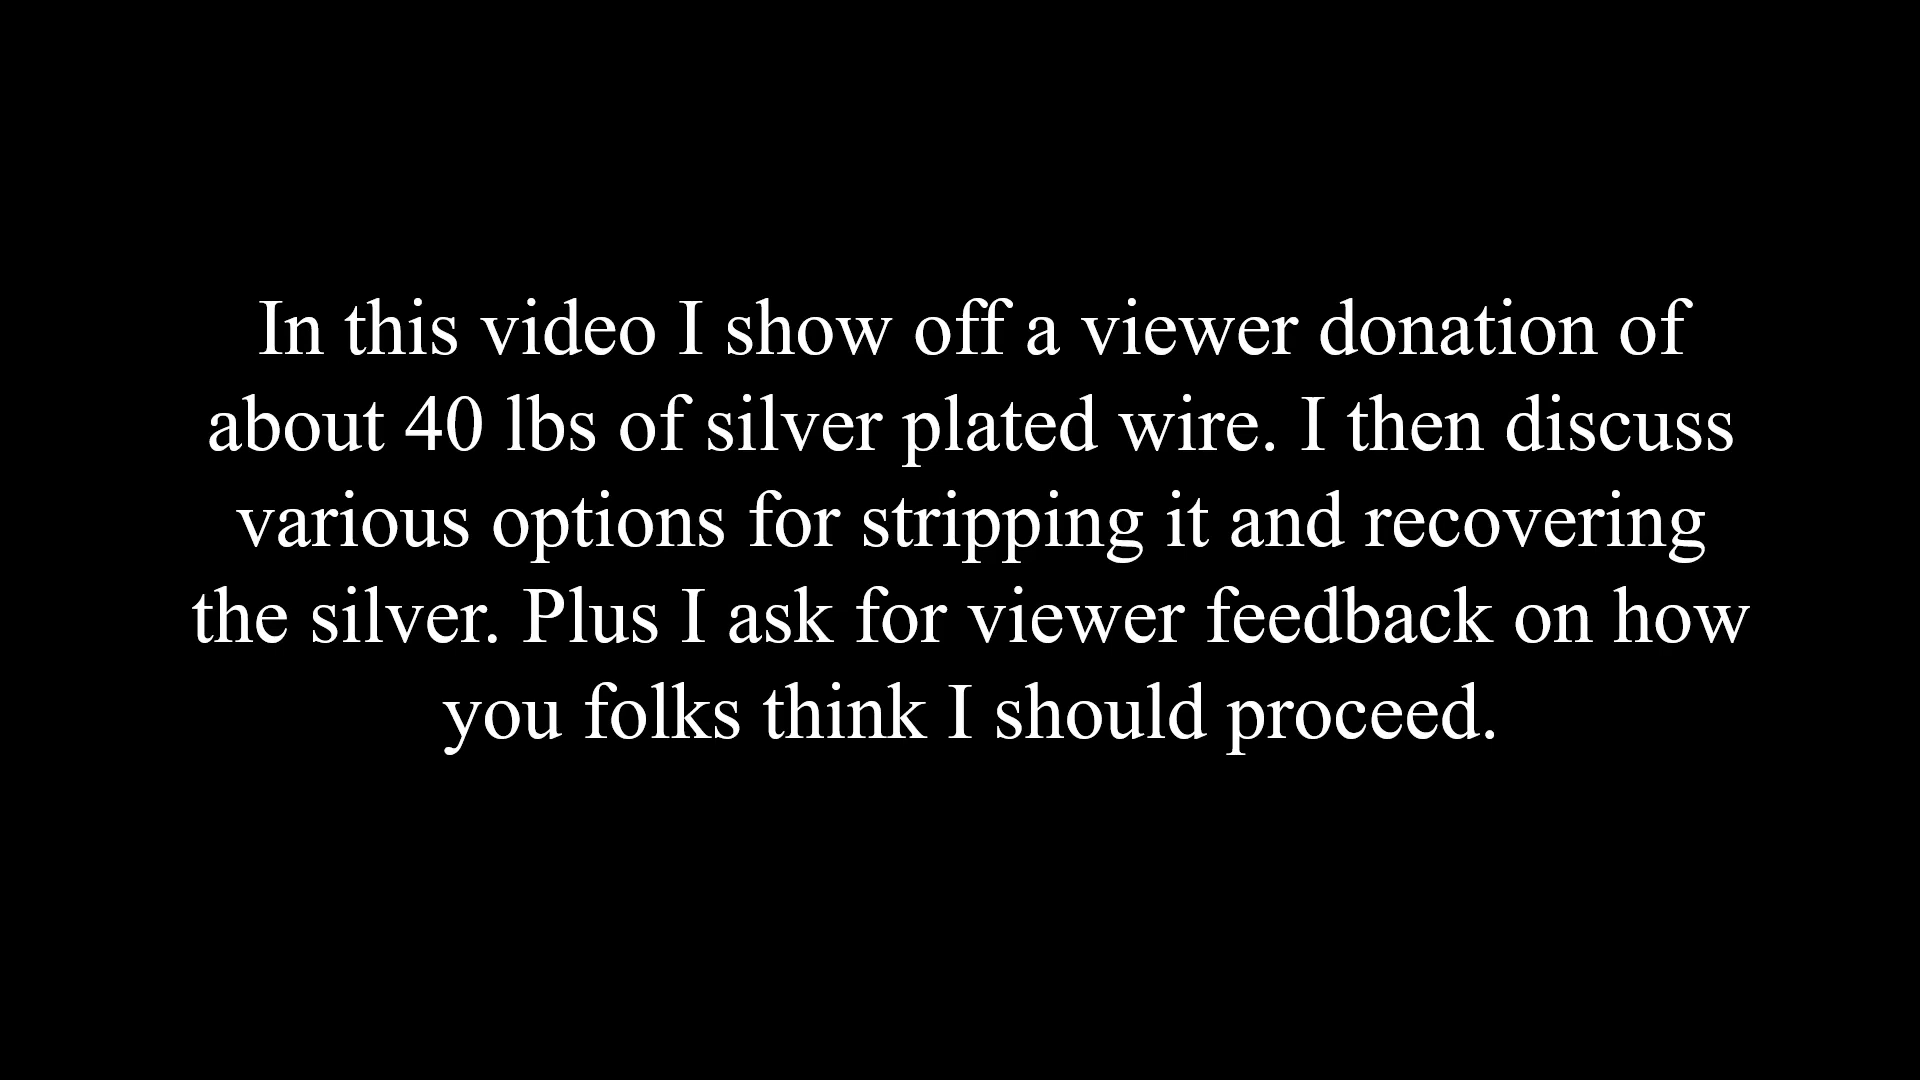 In this video I show off a viewer donation of
about 40 lbs of silver plated wire. I then discuss
various options for stripping it and recovering
the silver. Plus I ask for viewer feedback on how
you folks think I should proceed.